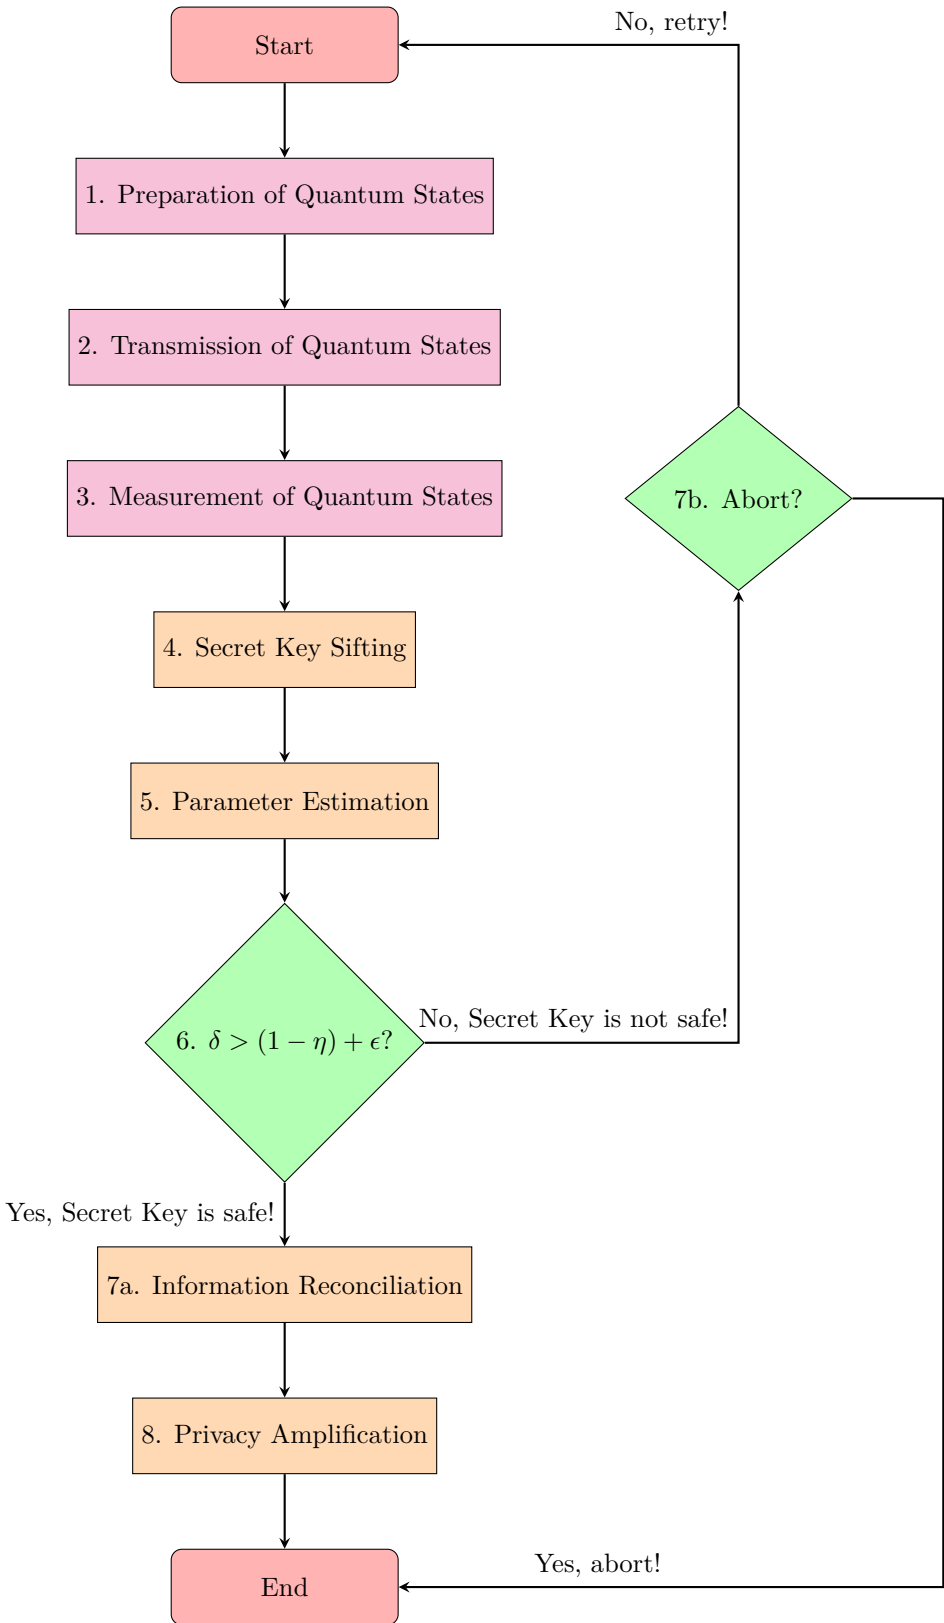 Start
No, retry!
1. Preparation of Quantum States
2. Transmission of Quantum States
3. Measurement of Quantum States
7b. Abort?
4. Secret Key Sifting
5. Parameter Estimation
6. δ > (1 − η) + ϵ?
No, Secret Key is not safe!
Yes, Secret Key is safe!
7a. Information Reconciliation
8. Privacy Amplification
Yes, abort!
End